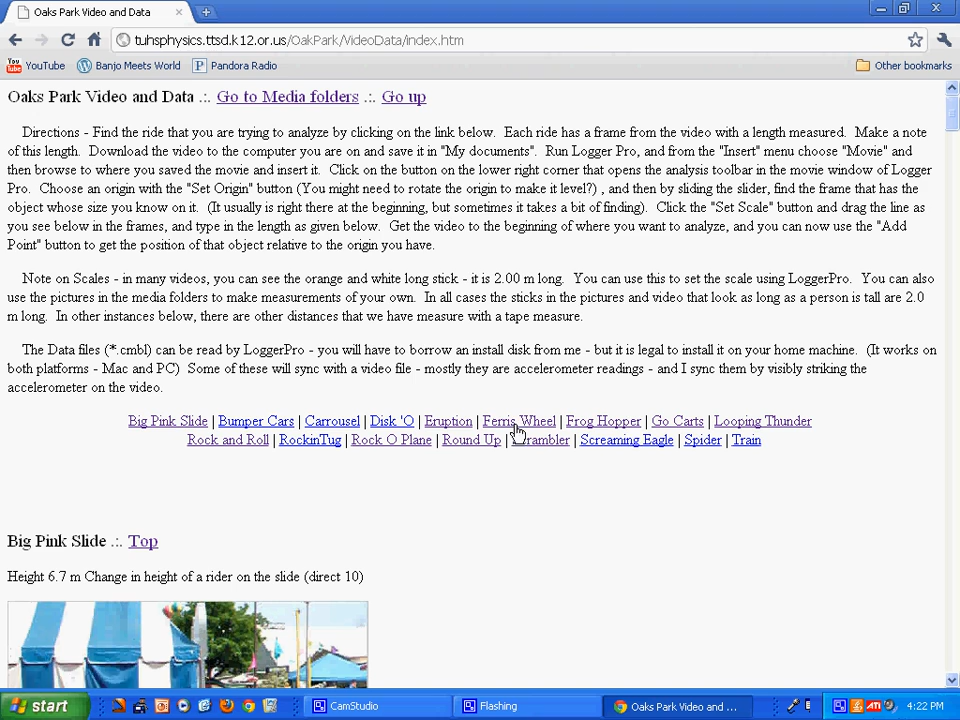 Oaks Park Video and Data
tuhsphysics.ttsd.k12.or.us/OakPark/VideoData/index.htm
YouTube Banjo Meets World Pandora Radio Other bookmarks
Oaks Park Video and Data .:. Go to Media folders .:. Go up
Directions - Find the ride that you are trying to analyze by clicking on the link below. Each ride has a frame from the video with a length measured. Make a note
of this length. Download the video to the computer you are on and save it in "My documents". Run Logger Pro, and from the "Insert" menu choose "Movie" and
then browse to where you saved the movie and insert it. Click on the button on the lower right corner that opens the analysis toolbar in the movie window of Logger
Pro. Choose an origin with the "Set Origin" button (You might need to rotate the origin to make it level?) , and then by sliding the slider, find the frame that has the
object whose size you know on it. (It usually is right there at the beginning, but sometimes it takes a bit of finding). Click the "Set Scale" button and drag the line as
you see below in the frames, and type in the length as given below. Get the video to the beginning of where you want to analyze, and you can now use the "Add
Point" button to get the position of that object relative to the origin you have.
Note on Scales - in many videos, you can see the orange and white long stick - it is 2.00 m long. You can use this to set the scale using LoggerPro. You can also
use the pictures in the media folders to make measurements of your own. In all cases the sticks in the pictures and video that look as long as a person is tall are 2.0
m long. In other instances below, there are other distances that we have measure with a tape measure.
The Data files (*.cmbl) can be read by LoggerPro - you will have to borrow an install disk from me - but it is legal to install it on your home machine. (It works on
both platforms - Mac and PC) Some of these will sync with a video file - mostly they are accelerometer readings - and I sync them by visibly striking the
accelerometer on the video.
Big Pink Slide | Bumper Cars | Carrousel | Disk 'O | Eruption | Ferris Wheel | Frog Hopper | Go Carts | Looping Thunder
Rock and Roll | RockinTug | Rock O Plane | Round Up | Scrambler | Screaming Eagle | Spider | Train
Big Pink Slide .:. Top
Height 6.7 m Change in height of a rider on the slide (direct 10)
start CamStudio Flashing Oaks Park Video and ... 4:22 PM